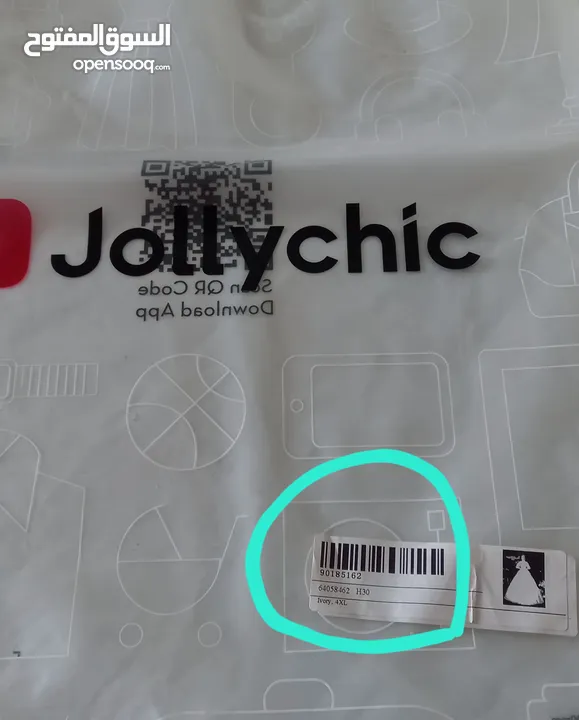 السوق المفتوح
opensooq.com
Jollychic
Scan QR Code
Download App
90185162
64058462 H30
Ivory, 4XL